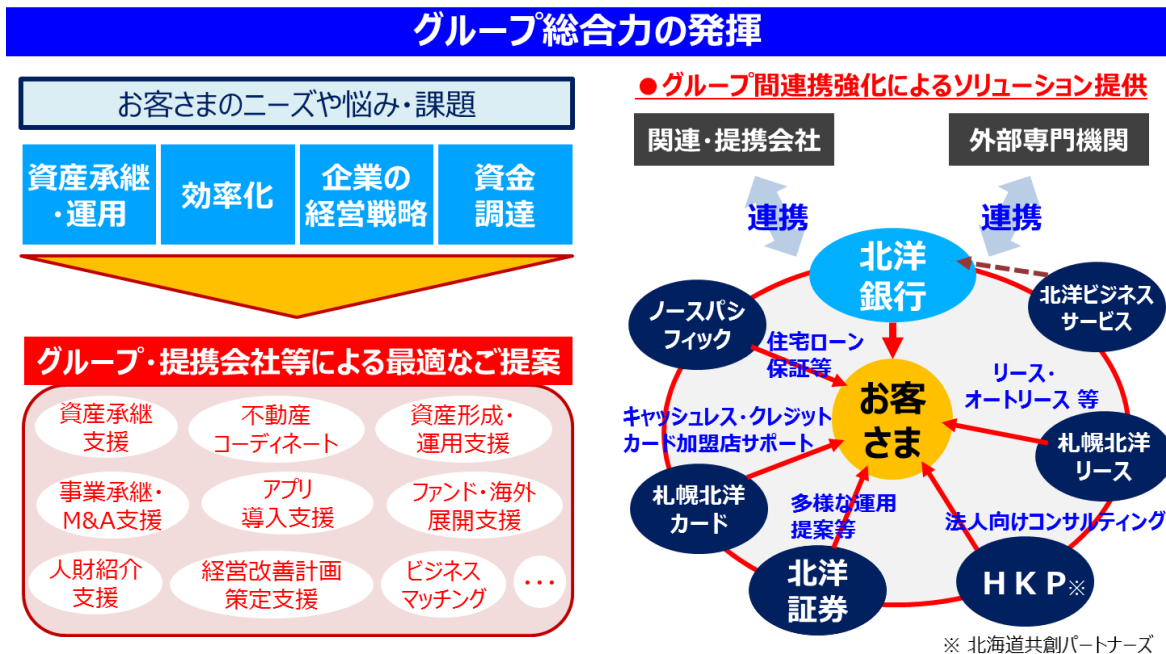 グループ総合力の発揮
お客さまのニーズや悩み・課題
資産承継
・運用
効率化
企業の
経営戦略
資金
調達
グループ・提携会社等による最適なご提案
資産承継
支援
不動産
コーディネート
資産形成・
運用支援
事業承継・
M&A支援
アプリ
導入支援
ファンド・海外
展開支援
人財紹介
支援
経営改善計画
策定支援
ビジネス
マッチング
・・・
●グループ間連携強化によるソリューション提供
関連・提携会社
外部専門機関
連携
連携
北洋
銀行
ノースパシ
フィック
北洋ビジネス
サービス
住宅ローン
保証等
お客
さま
リース・
オートリース 等
キャッシュレス・クレジット
カード加盟店サポート
札幌北洋
リース
札幌北洋
カード
多様な運用
提案等
法人向けコンサルティング
北洋
証券
ＨＫＰ※
※ 北海道共創パートナーズ